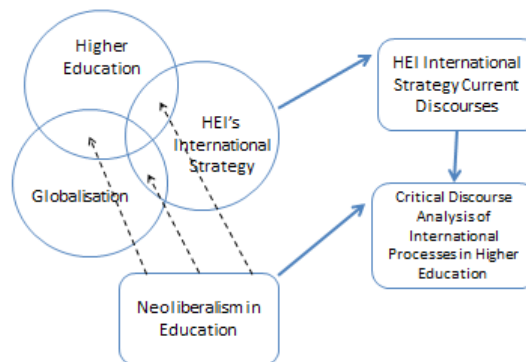 Higher
Education
HEI's
International
Strategy
Globalisation
Neoliberalism in
Education
HEI International
Strategy Current
Discourses
Critical Discourse
Analysis of
International
Processes in Higher
Education